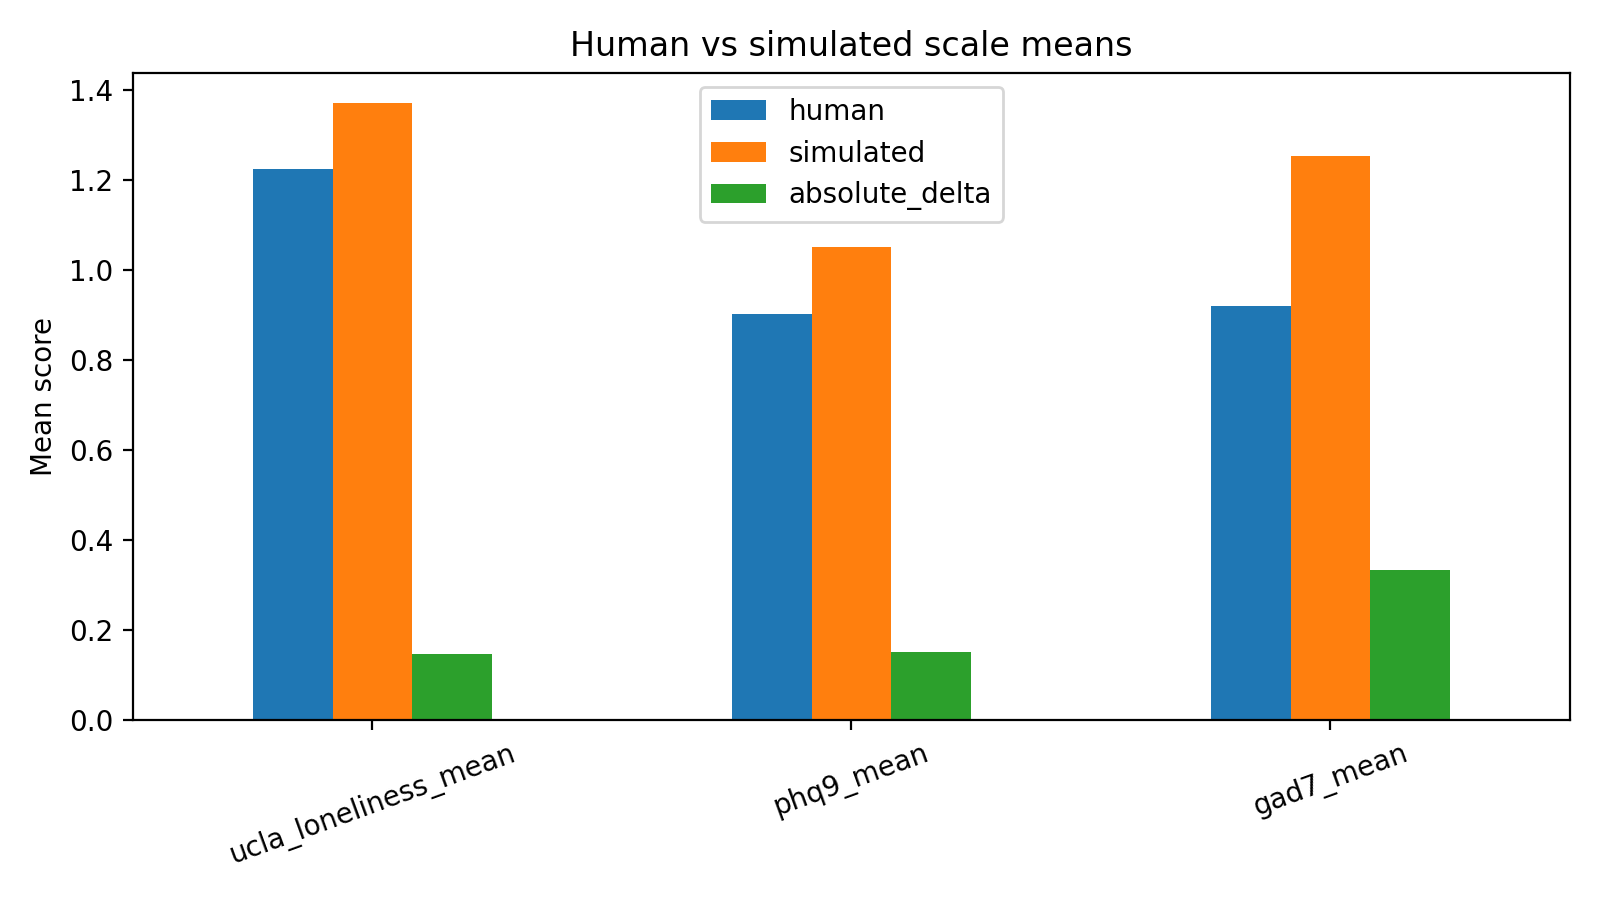 Human vs simulated scale means
human
simulated
absolute_delta
Mean score
1.4
1.2
1.0
0.8
0.6
0.4
0.2
0.0
ucla_loneliness_mean
phq9_mean
gad7_mean